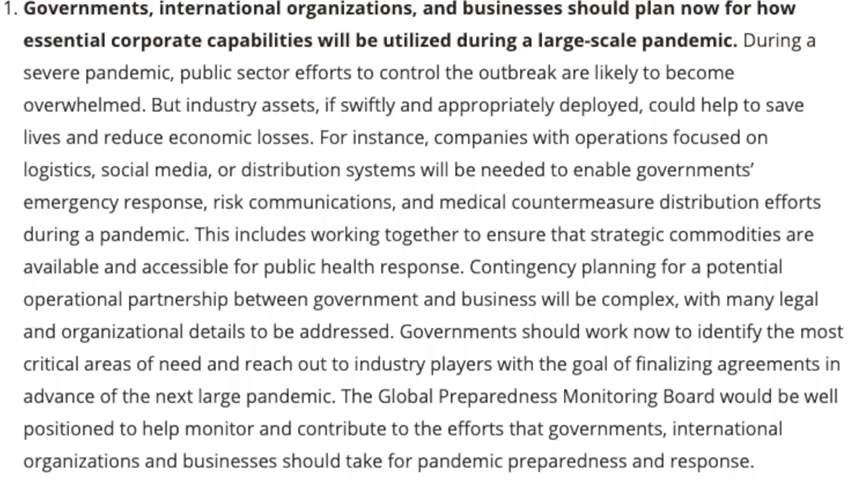 1. Governments, international organizations, and businesses should plan now for how
essential corporate capabilities will be utilized during a large-scale pandemic. During a
severe pandemic, public sector efforts to control the outbreak are likely to become
overwhelmed. But industry assets, if swiftly and appropriately deployed, could help to save
lives and reduce economic losses. For instance, companies with operations focused on
logistics, social media, or distribution systems will be needed to enable governments’
emergency response, risk communications, and medical countermeasure distribution efforts
during a pandemic. This includes working together to ensure that strategic commodities are
available and accessible for public health response. Contingency planning for a potential
operational partnership between government and business will be complex, with many legal
and organizational details to be addressed. Governments should work now to identify the most
critical areas of need and reach out to industry players with the goal of finalizing agreements in
advance of the next large pandemic. The Global Preparedness Monitoring Board would be well
positioned to help monitor and contribute to the efforts that governments, international
organizations and businesses should take for pandemic preparedness and response.